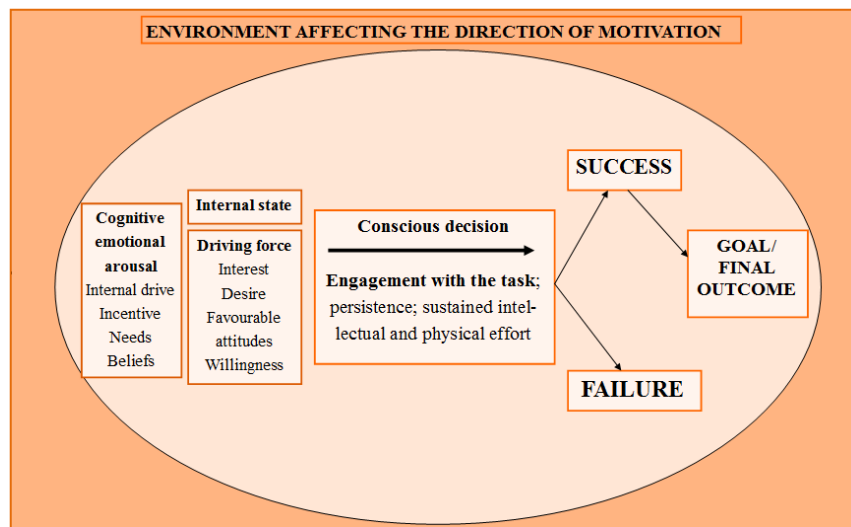 ENVIRONMENT AFFECTING THE DIRECTION OF MOTIVATION
Cognitive
emotional
arousal
Internal drive
Incentive
Needs
Beliefs
Internal state
Driving force
Interest
Desire
Favourable
attitudes
Willingness
Conscious decision
Engagement with the task;
persistence; sustained intel-
lectual and physical effort
SUCCESS
FAILURE
GOAL/
FINAL
OUTCOME